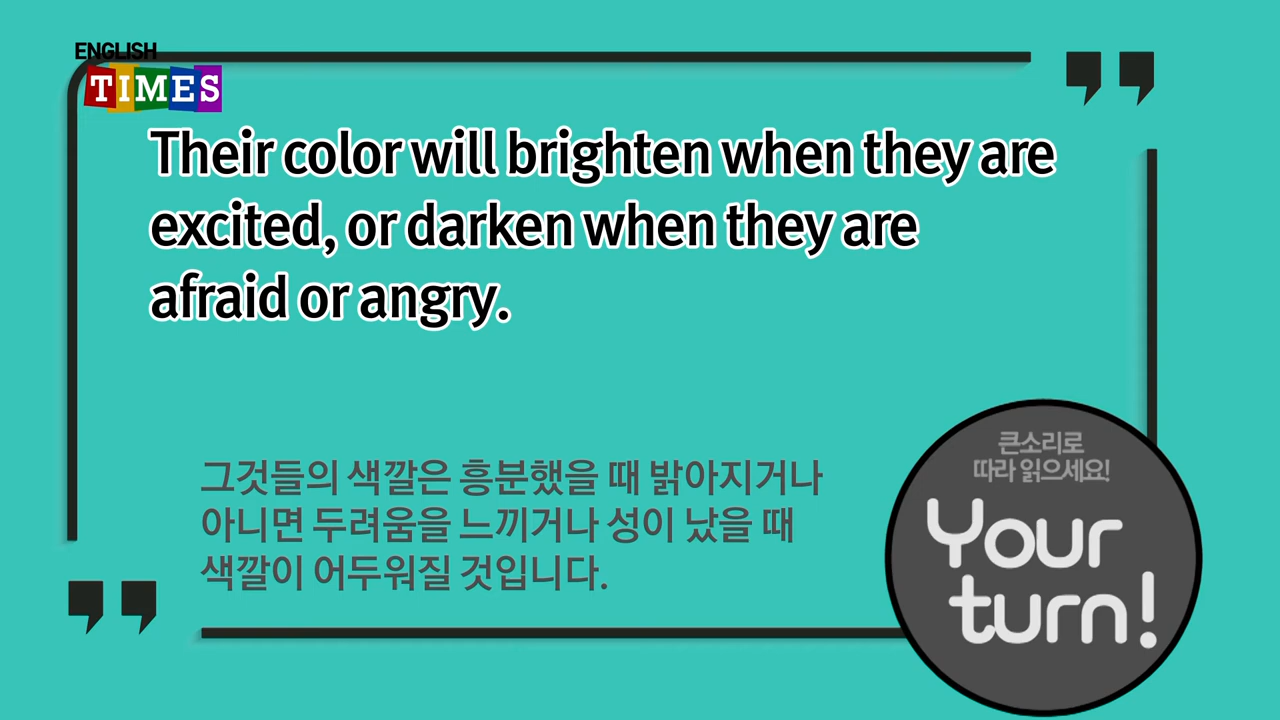 ENGLISH
TIMES
Their color will brighten when they are
excited, or darken when they are
afraid or angry.
그것들의 색깔은 흥분했을 때 밝아지거나
아니면 두려움을 느끼거나 성이 났을 때
색깔이 어두워질 것입니다.
큰소리로
따라 읽으세요!
Your
turn!